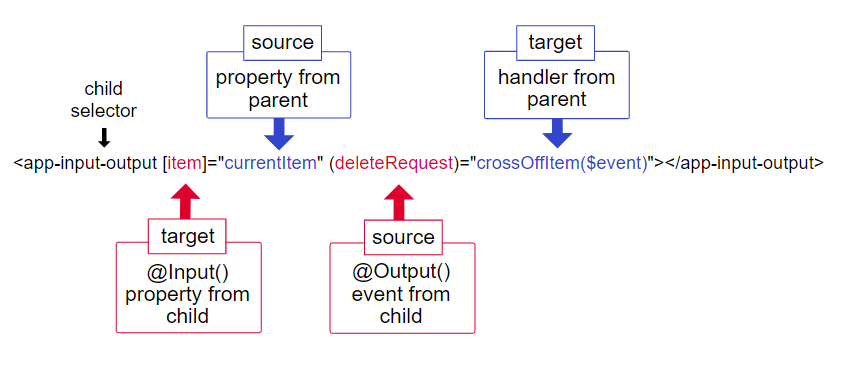 source
property from
parent
target
handler from
parent
child
selector
<app-input-output [item]="currentItem" (deleteRequest)="crossOffItem($event)"></app-input-output>
target
@Input()
property from
child
source
@Output()
event from
child